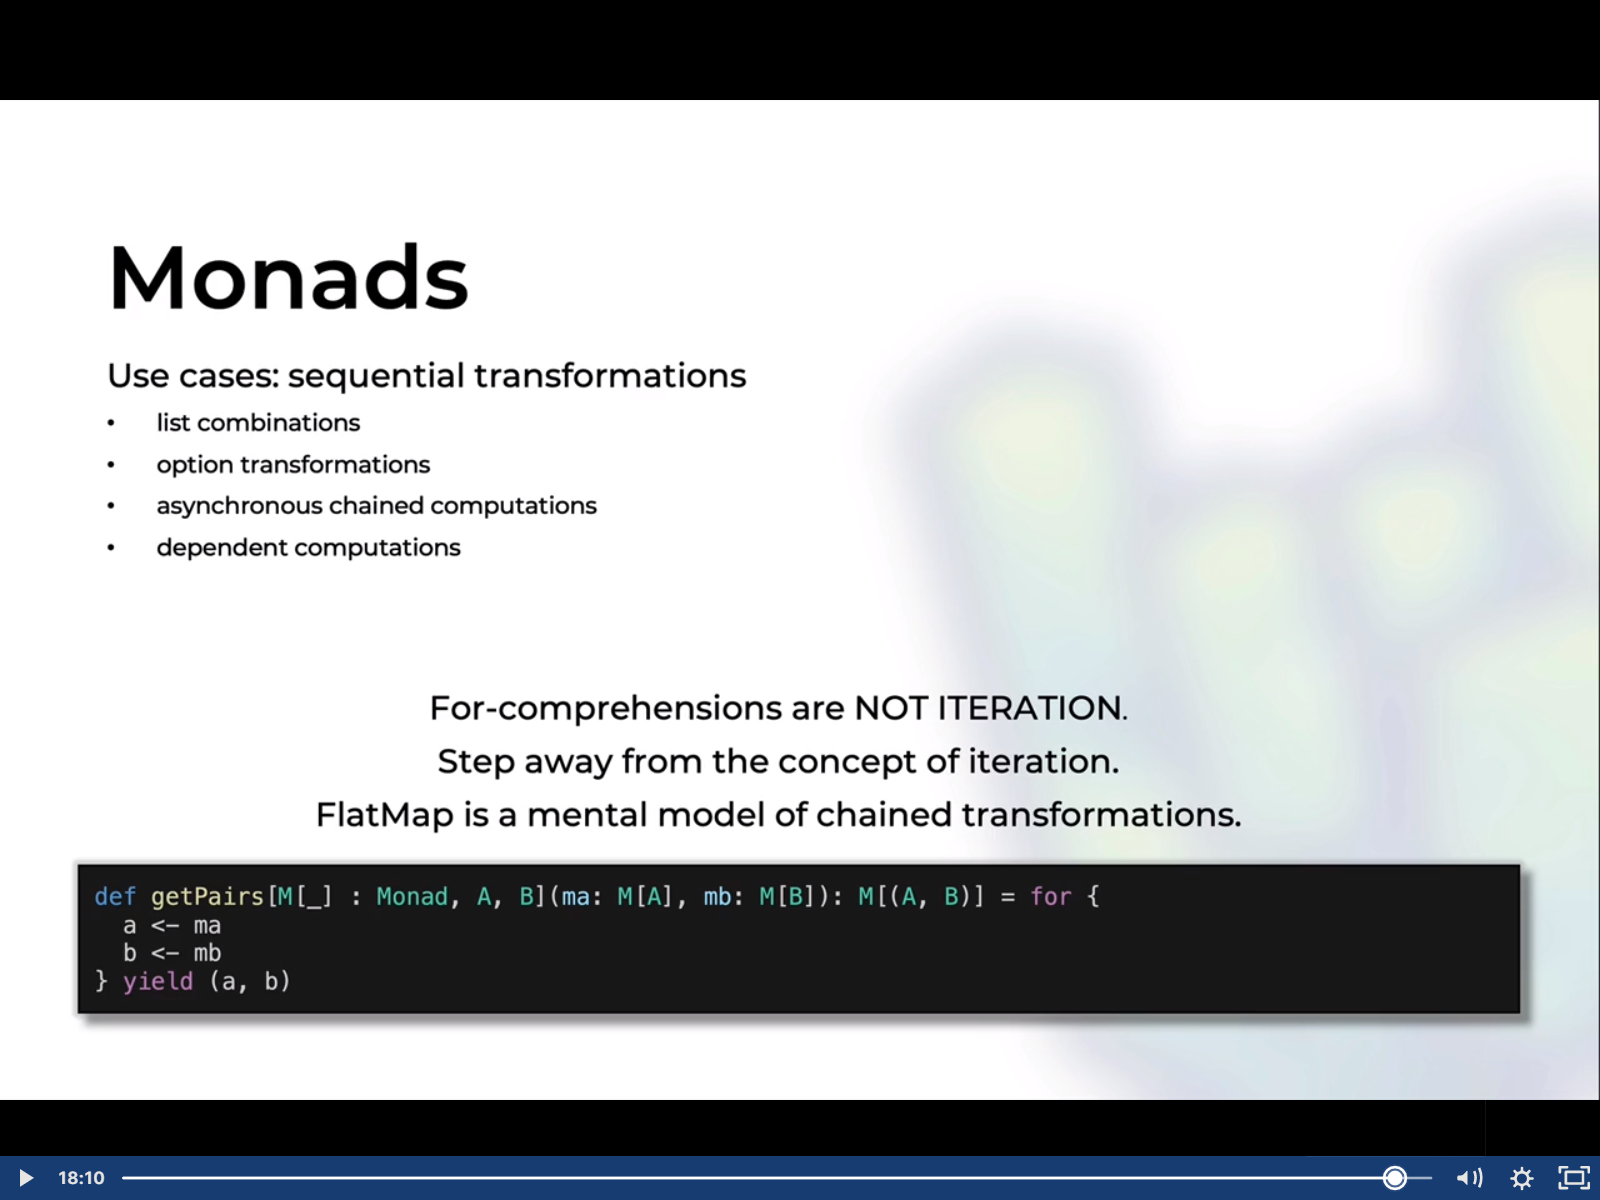 Monads
Use cases: sequential transformations
• list combinations
• option transformations
• asynchronous chained computations
• dependent computations
For-comprehensions are NOT ITERATION.
Step away from the concept of iteration.
FlatMap is a mental model of chained transformations.
def getPairs[M[_] : Monad, A, B](ma: M[A], mb: M[B]): M[(A, B)] = for {
  a <- ma
  b <- mb
} yield (a, b)
18:10